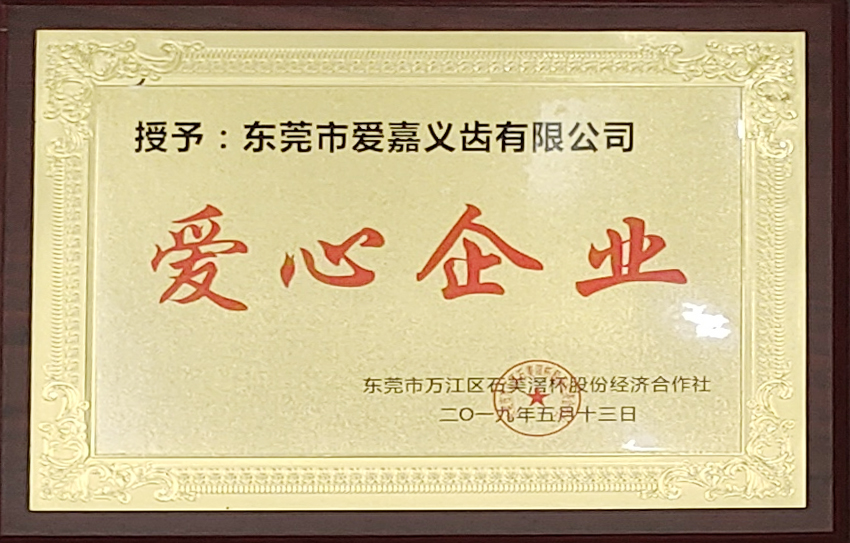 授予：东莞市爱嘉义齿有限公司
爱心企业
东莞市万江区石美滘杯股份经济合作社
二〇一九年五月十三日